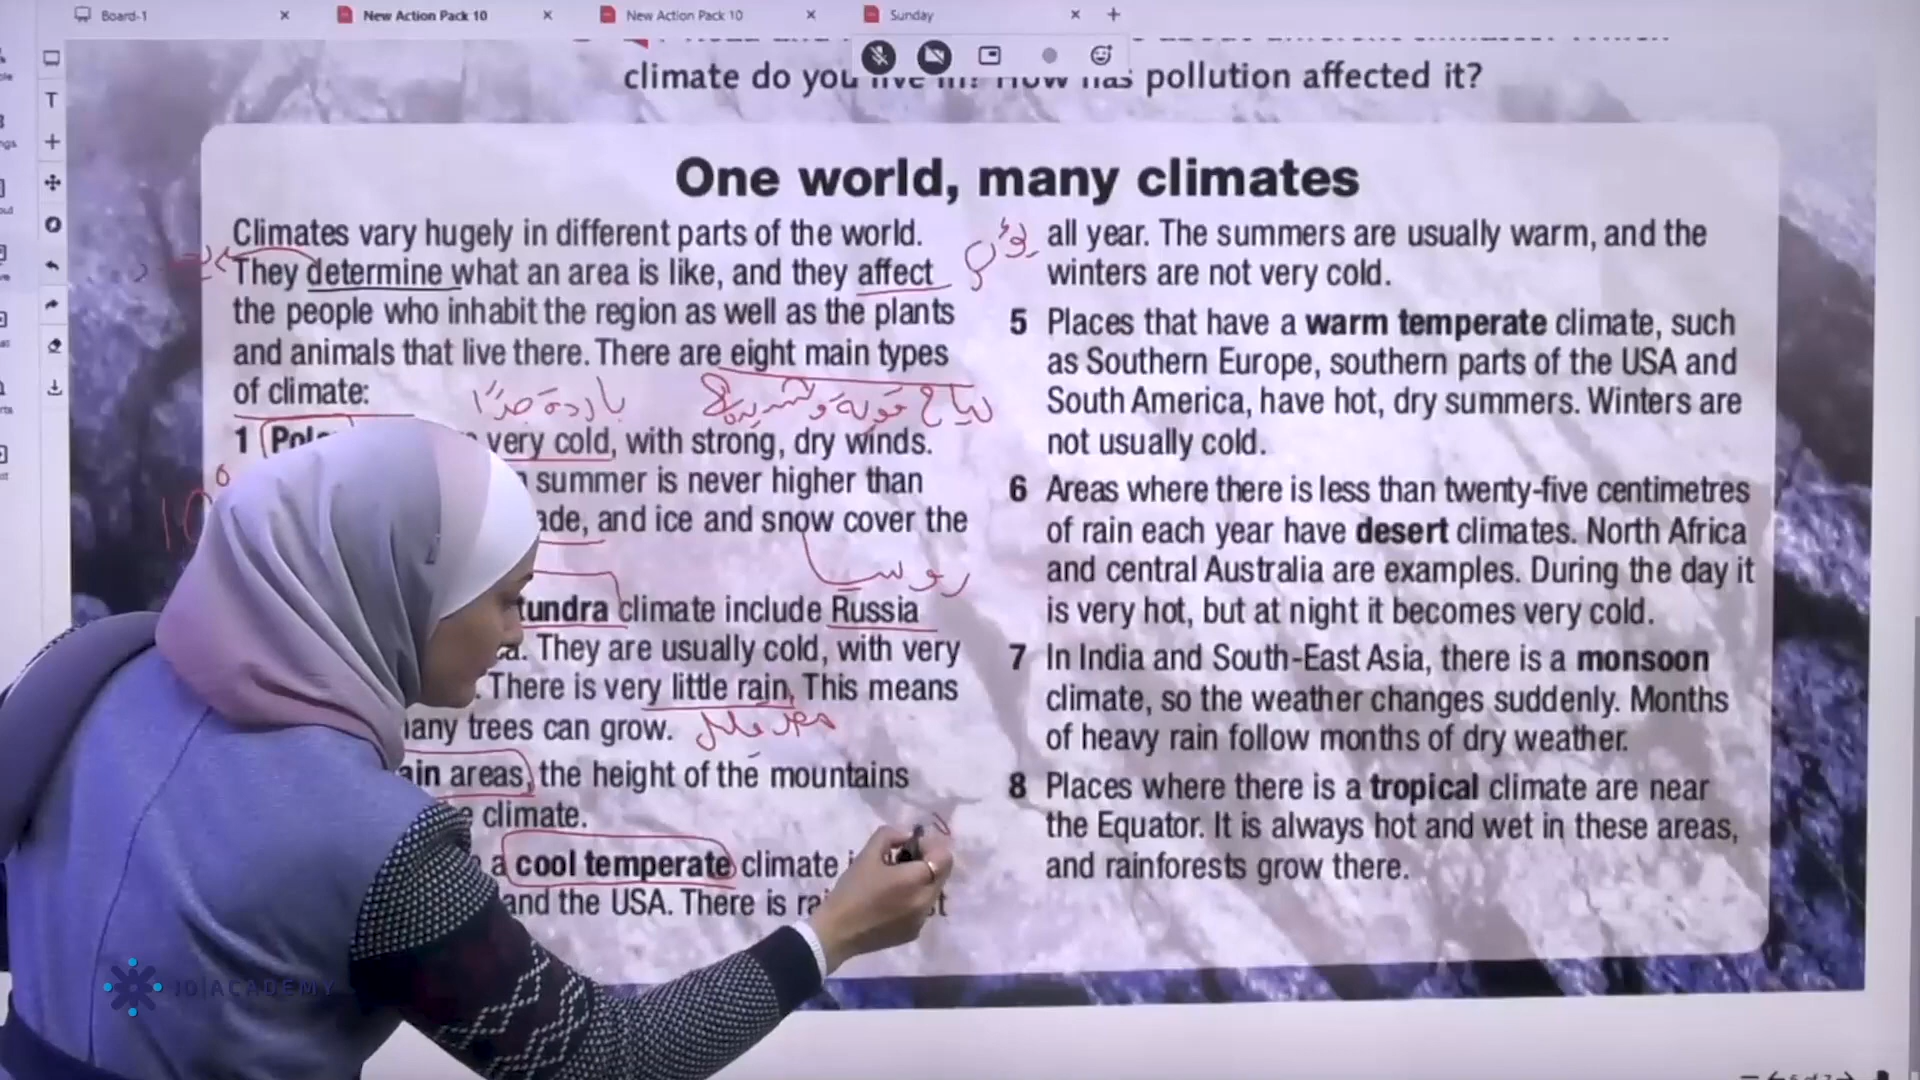 Board-1
New Action Pack 10
New Action Pack 10
Sunday
climate do you live in? How has pollution affected it?
One world, many climates
Climates vary hugely in different parts of the world.
They determine what an area is like, and they affect
the people who inhabit the region as well as the plants
and animals that live there. There are eight main types
of climate:
باردة جدًا
1 very cold, with strong, dry winds.
summer is never higher than
10
and ice and snow cover the
روسيا
tundra climate include Russia
They are usually cold, with very
There is very little rain. This means
trees can grow.
areas, the height of the mountains
climate.
a cool temperate climate
and the USA. There is
all year. The summers are usually warm, and the
winters are not very cold.
5 Places that have a warm temperate climate, such
as Southern Europe, southern parts of the USA and
South America, have hot, dry summers. Winters are
not usually cold.
6 Areas where there is less than twenty-five centimetres
of rain each year have desert climates. North Africa
and central Australia are examples. During the day it
is very hot, but at night it becomes very cold.
7 In India and South-East Asia, there is a monsoon
climate, so the weather changes suddenly. Months
of heavy rain follow months of dry weather.
8 Places where there is a tropical climate are near
the Equator. It is always hot and wet in these areas,
and rainforests grow there.
JO|ACADEMY